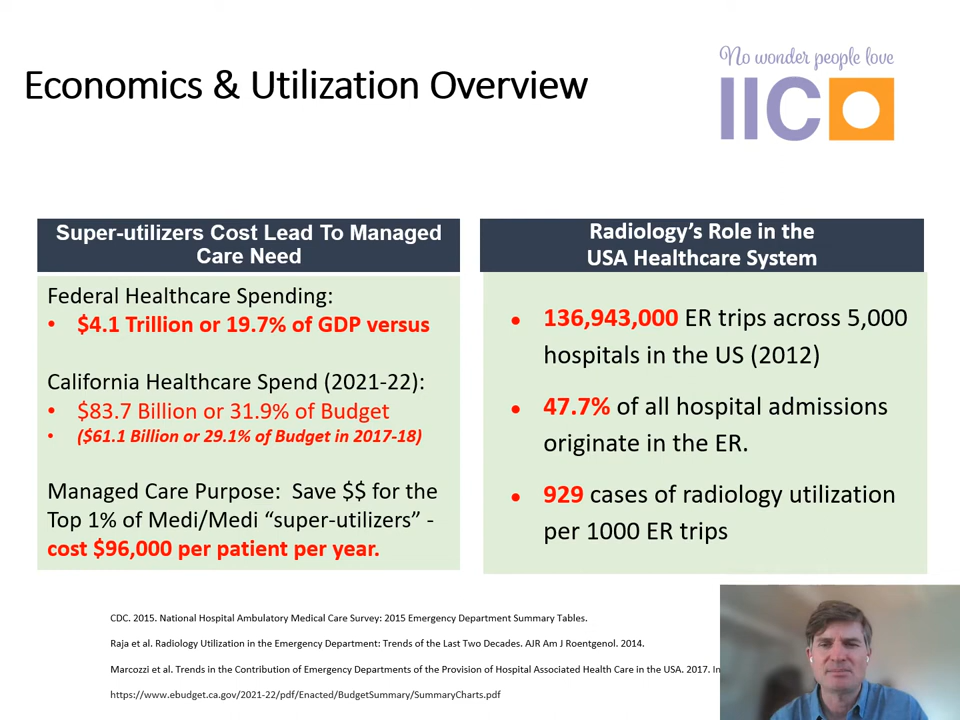 No wonder people love
IICO
Economics & Utilization Overview
Super-utilizers Cost Lead To Managed
Care Need
Federal Healthcare Spending:
• $4.1 Trillion or 19.7% of GDP versus
California Healthcare Spend (2021-22):
• $83.7 Billion or 31.9% of Budget
• ($61.1 Billion or 29.1% of Budget in 2017-18)
Managed Care Purpose: Save $$ for the
Top 1% of Medi/Medi “super-utilizers” -
cost $96,000 per patient per year.
Radiology’s Role in the
USA Healthcare System
• 136,943,000 ER trips across 5,000
hospitals in the US (2012)
• 47.7% of all hospital admissions
originate in the ER.
• 929 cases of radiology utilization
per 1000 ER trips
CDC. 2015. National Hospital Ambulatory Medical Care Survey: 2015 Emergency Department Summary Tables.
Raja et al. Radiology Utilization in the Emergency Department: Trends of the Last Two Decades. AJR Am J Roentgenol. 2014.
Marcozzi et al. Trends in the Contribution of Emergency Departments of the Provision of Hospital Associated Health Care in the USA. 2017. In
https://www.ebudget.ca.gov/2021-22/pdf/Enacted/BudgetSummary/SummaryCharts.pdf